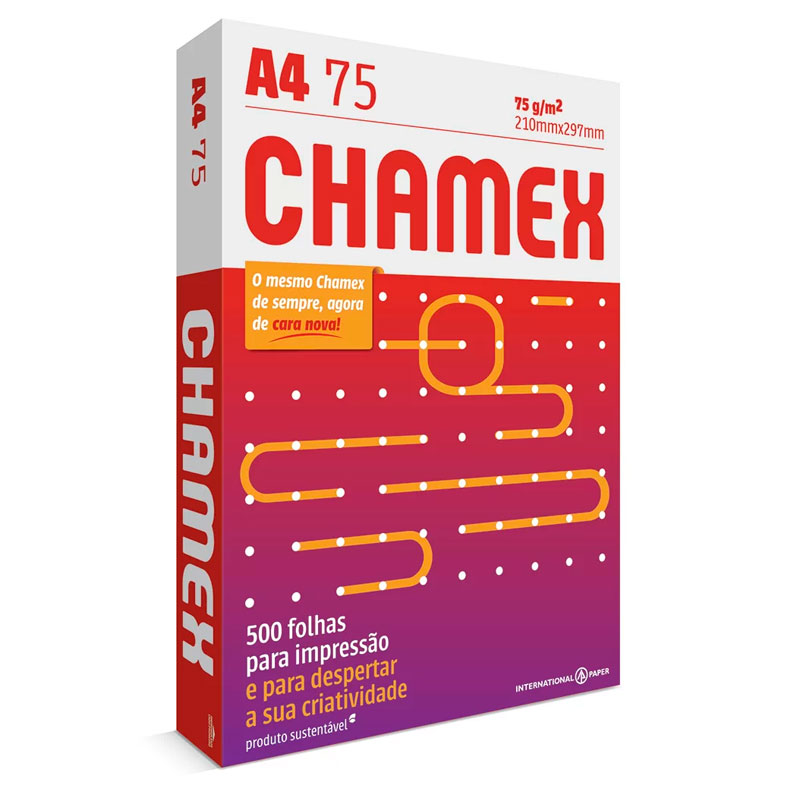 A4 75
75 g/m2
210mmx297mm
CHAMEX
O mesmo Chamex
de sempre, agora
de cara nova!
500 folhas
para impressão
e para despertar
a sua criatividade
produto sustentável
INTERNATIONAL PAPER
A4 75
CHAMEX